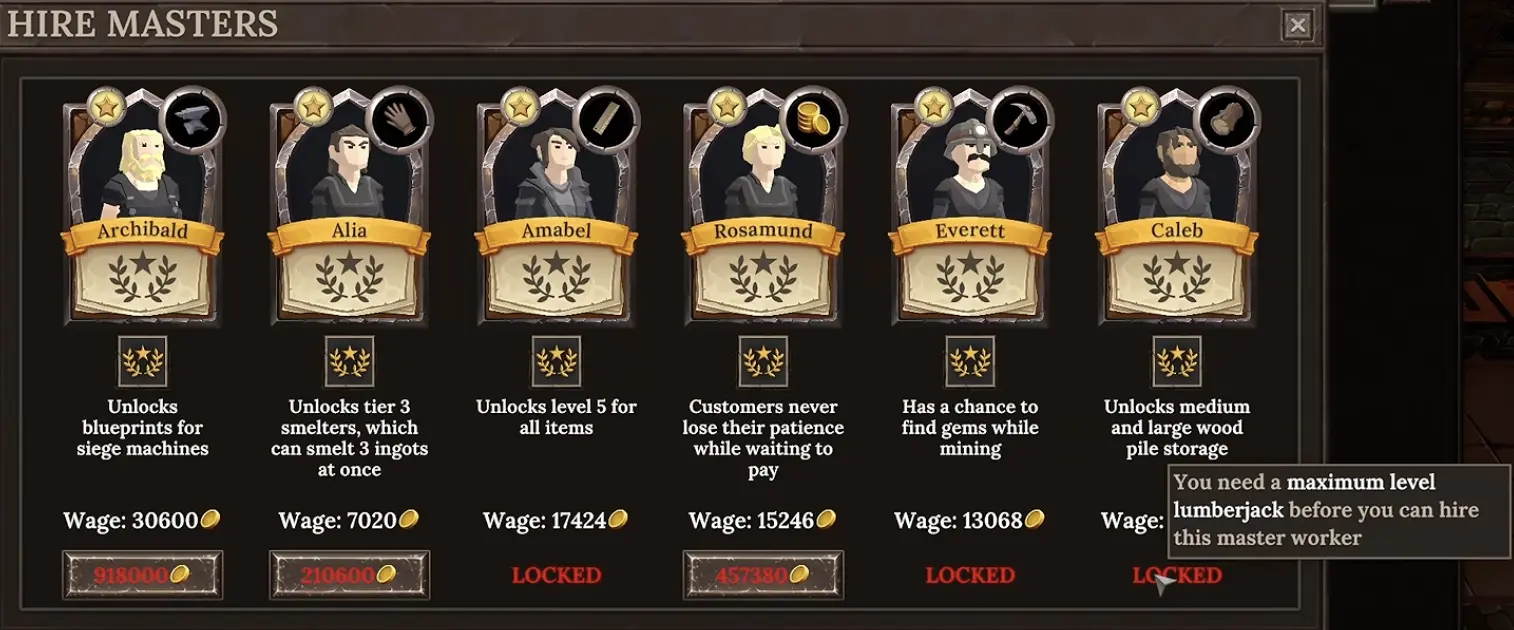 HIRE MASTERS
Archibald
Alia
Amabel
Rosamund
Everett
Caleb
Unlocks
blueprints for
siege machines
Unlocks tier 3
smelters, which
can smelt 3 ingots
at once
Unlocks level 5 for
all items
Customers never
lose their patience
while waiting to
pay
Has a chance to
find gems while
mining
Unlocks medium
and large wood
pile storage
Wage: 30600
Wage: 7020
Wage: 17424
Wage: 15246
Wage: 13068
Wage:
918000
210600
LOCKED
457380
LOCKED
LOCKED
You need a maximum level
lumberjack before you can hire
this master worker